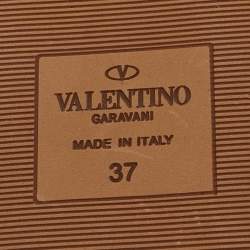 VALENTINO
GARAVANI
MADE IN ITALY
37